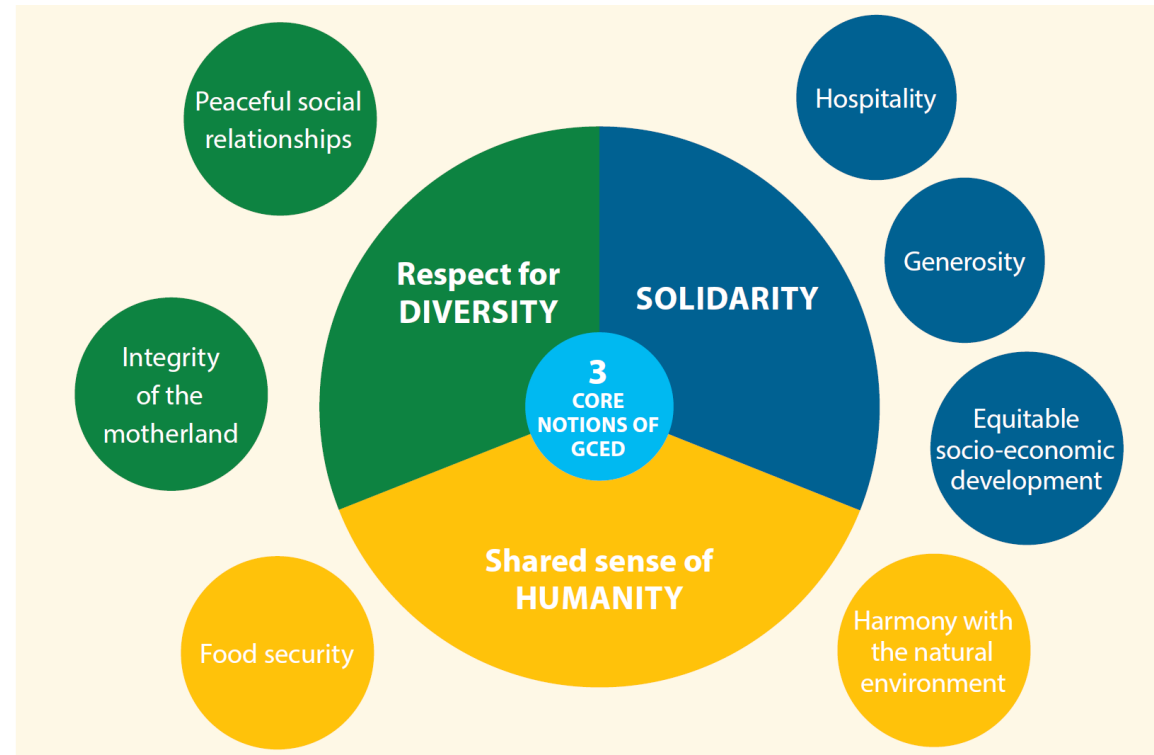 Peaceful social
relationships
Hospitality
Generosity
Respect for
DIVERSITY
SOLIDARITY
3
CORE
NOTIONS OF
GCED
Integrity
of the
motherland
Equitable
socio-economic
development
Shared sense of
HUMANITY
Food security
Harmony with
the natural
environment